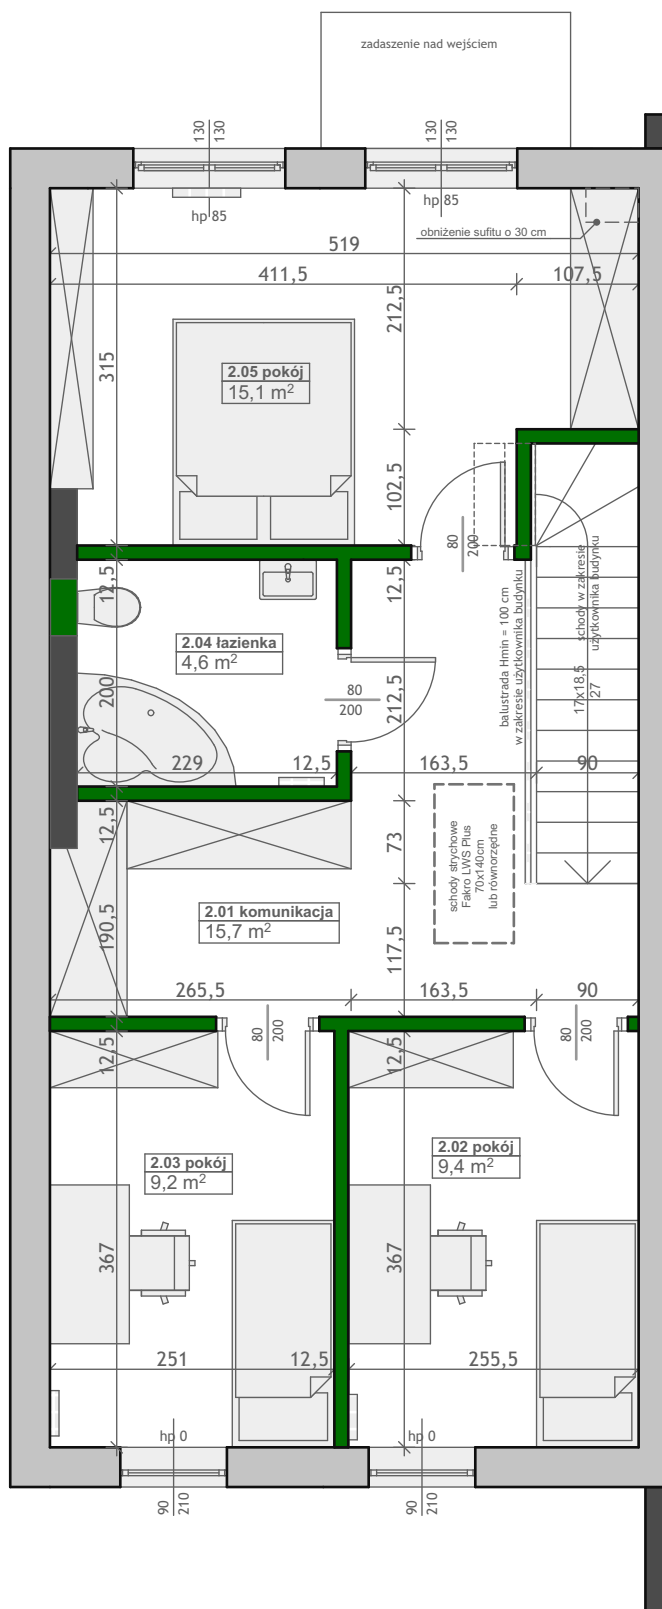 zadaszenie nad wejściem
130
130
130
130
hp 85
hp 85
obniżenie sufitu o 30 cm
519
411,5
107,5
212,5
315
2.05 pokój
15,1 m²
102,5
80
200
12,5
12,5
schody w zakresie
użytkownika budynku
balustrada Hmin = 100 cm
w zakresie użytkownika budynku
17x18,5
27
2.04 łazienka
4,6 m²
200
80
200
212,5
229
12,5
163,5
90
12,5
73
schody strychowe
Fakro LWS Plus
70x140cm
lub równorzędne
2.01 komunikacja
15,7 m²
190,5
117,5
265,5
163,5
90
80
200
80
200
12,5
12,5
2.03 pokój
9,2 m²
2.02 pokój
9,4 m²
367
367
251
12,5
255,5
hp 0
hp 0
90
210
90
210